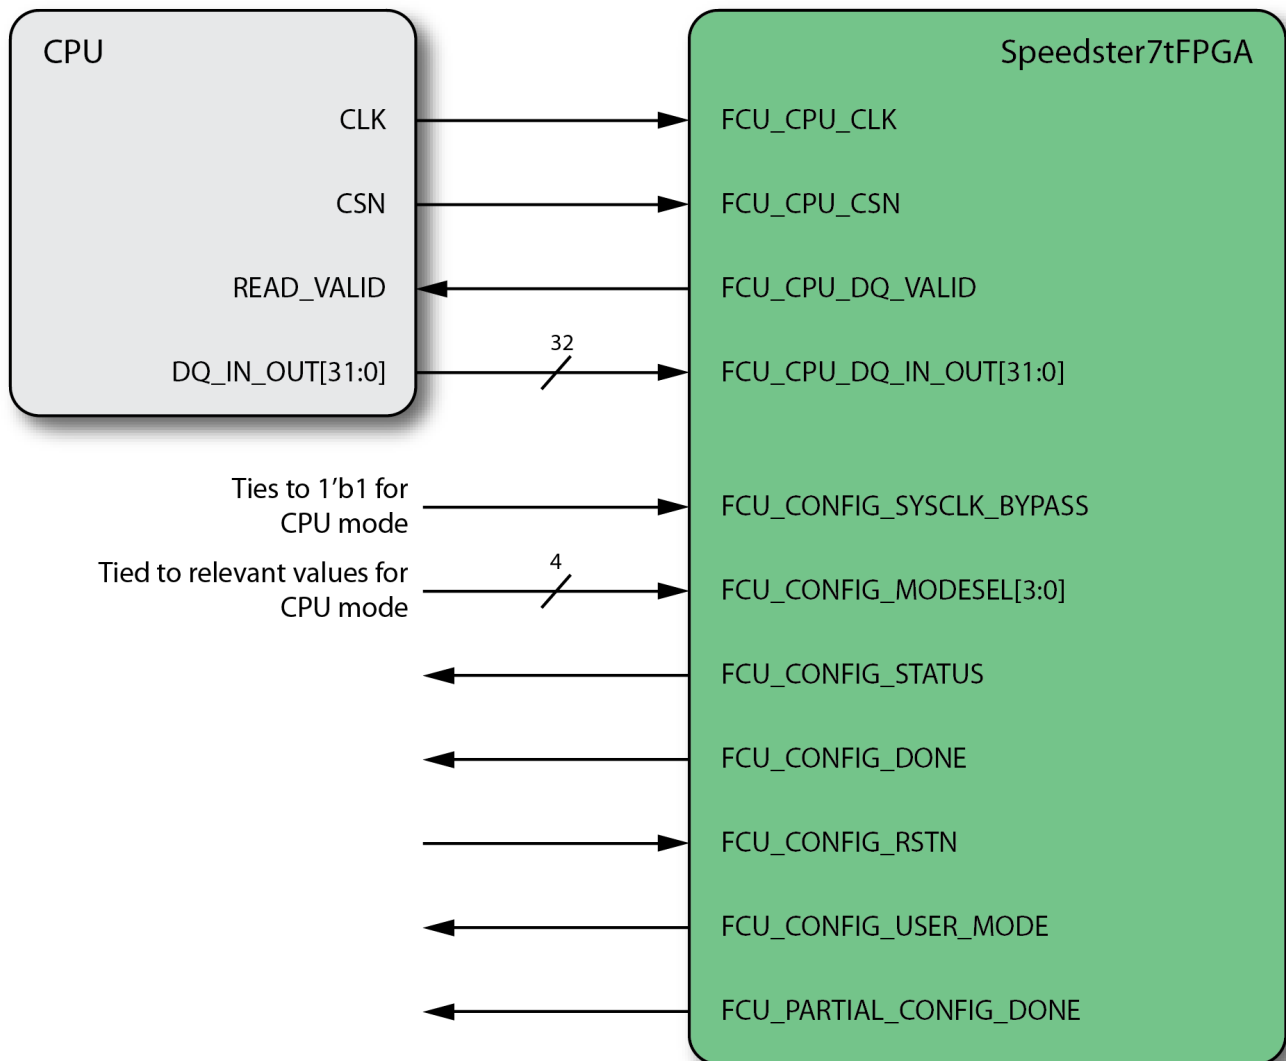 CPU
Speedster7tFPGA
CLK
FCU_CPU_CLK
CSN
FCU_CPU_CSN
READ_VALID
FCU_CPU_DQ_VALID
DQ_IN_OUT[31:0]
32
FCU_CPU_DQ_IN_OUT[31:0]
Ties to 1’b1 for
CPU mode
FCU_CONFIG_SYSCLK_BYPASS
Tied to relevant values for
CPU mode
4
FCU_CONFIG_MODESEL[3:0]
FCU_CONFIG_STATUS
FCU_CONFIG_DONE
FCU_CONFIG_RSTN
FCU_CONFIG_USER_MODE
FCU_PARTIAL_CONFIG_DONE